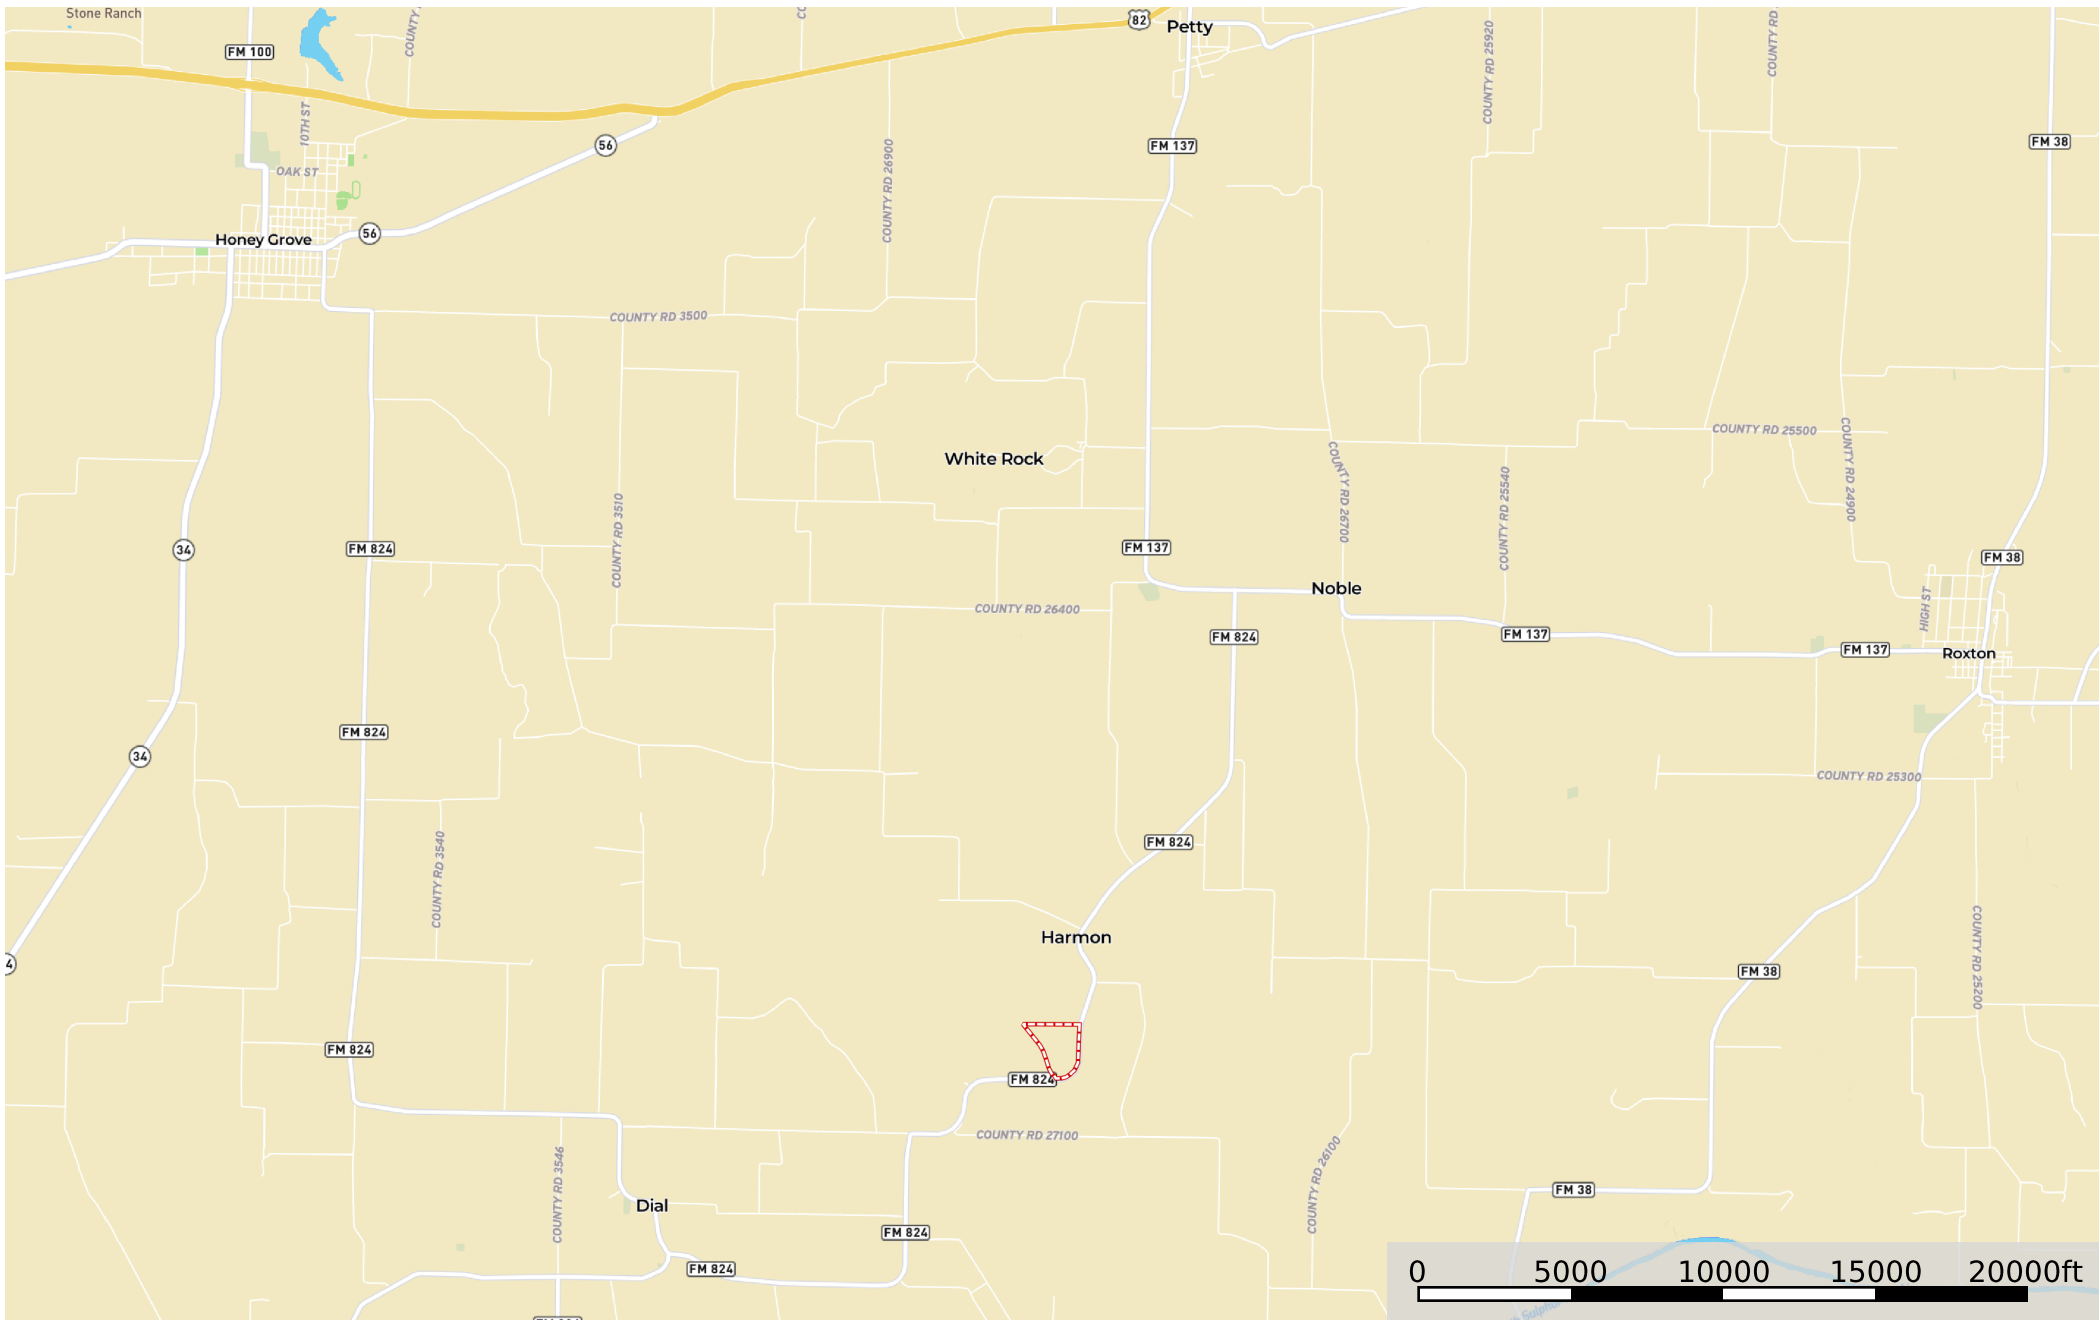 Stone Ranch
COUNTY
CO
82
Petty
COUNTY RD 25920
COUNTY RD
FM 100
10TH ST
56
FM 137
FM 38
OAK ST
COUNTY RD 26900
56
Honey Grove
COUNTY RD 3500
COUNTY RD 25500
White Rock
COUNTY RD 26700
COUNTY RD 25540
COUNTY RD 24900
COUNTY RD 3510
34
FM 824
FM 137
FM 38
Noble
COUNTY RD 26400
HIGH ST
FM 824
FM 137
FM 137
Roxton
FM 824
34
COUNTY RD 25300
COUNTY RD 3540
FM 824
Harmon
COUNTY RD 25200
4
FM 38
FM 824
FM 824
COUNTY RD 27100
COUNTY RD 3546
COUNTY RD 26100
FM 38
Dial
FM 824
FM 824
0 5000 10000 15000 20000ft